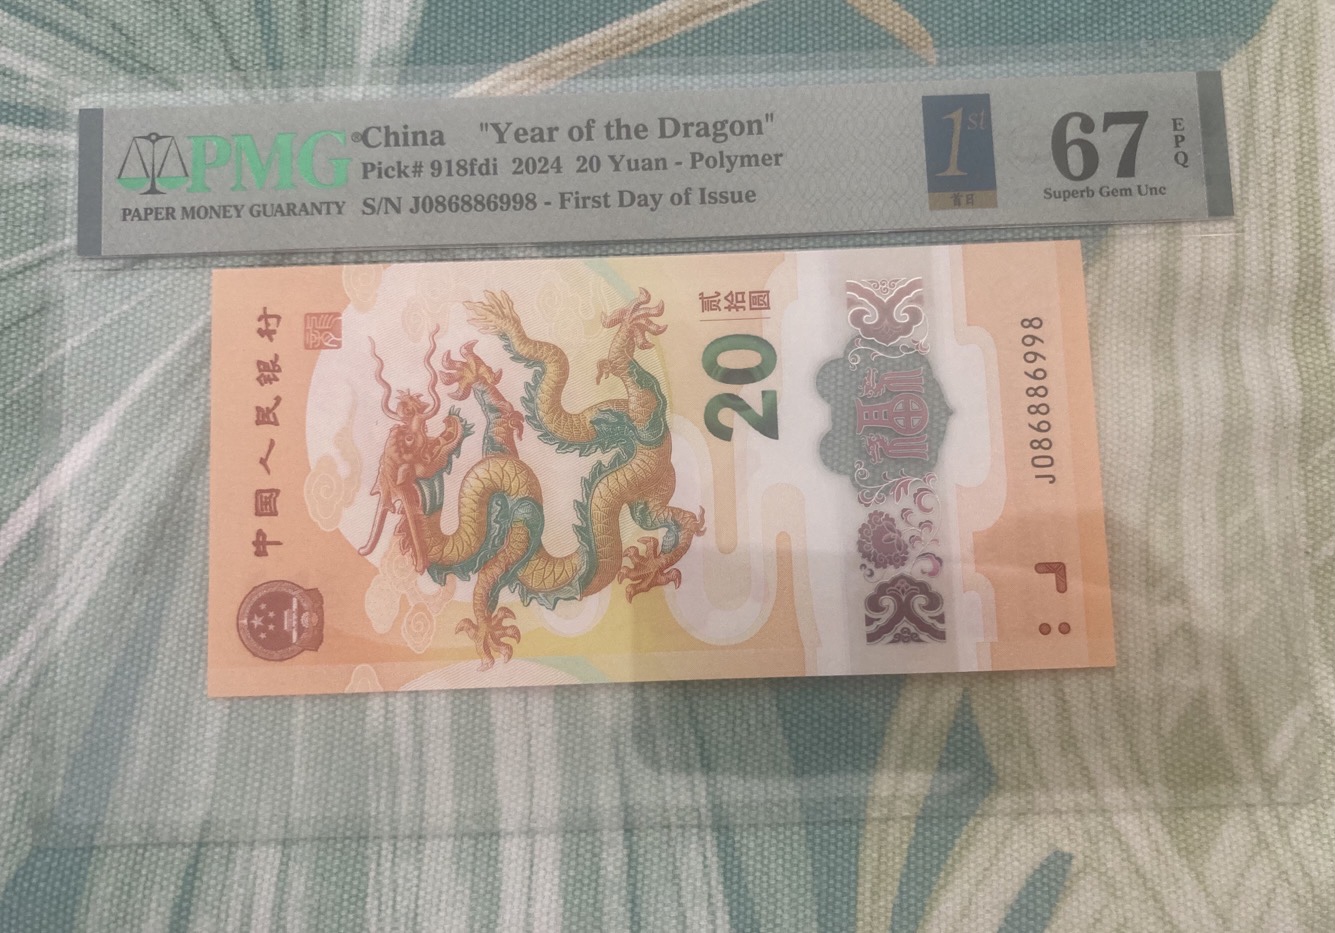 PMG®
PAPER MONEY GUARANTY
China "Year of the Dragon"
Pick# 918fdi 2024 20 Yuan - Polymer
S/N J086886998 - First Day of Issue
1st
首日
67
EPQ
Superb Gem Unc
中国人民银行
贰拾圆
20
福
J086886998